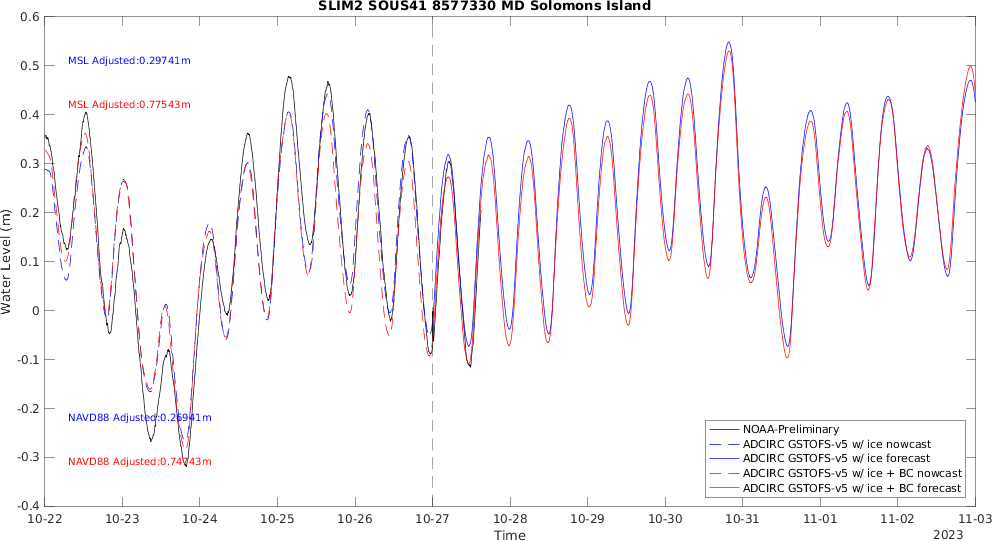 SLIM2 SOUS41 8577330 MD Solomons Island
0.6
0.5
0.4
0.3
0.2
0.1
0
-0.1
-0.2
-0.3
-0.4
Water Level (m)
MSL Adjusted:0.29741m
MSL Adjusted:0.77543m
NAVD88 Adjusted:0.26941m
NAVD88 Adjusted:0.74743m
NOAA-Preliminary
ADCIRC GSTOFS-v5 w/ ice nowcast
ADCIRC GSTOFS-v5 w/ ice forecast
ADCIRC GSTOFS-v5 w/ ice + BC nowcast
ADCIRC GSTOFS-v5 w/ ice + BC forecast
10-22 10-23 10-24 10-25 10-26 10-27 10-28 10-29 10-30 10-31 11-01 11-02 11-03
Time
2023